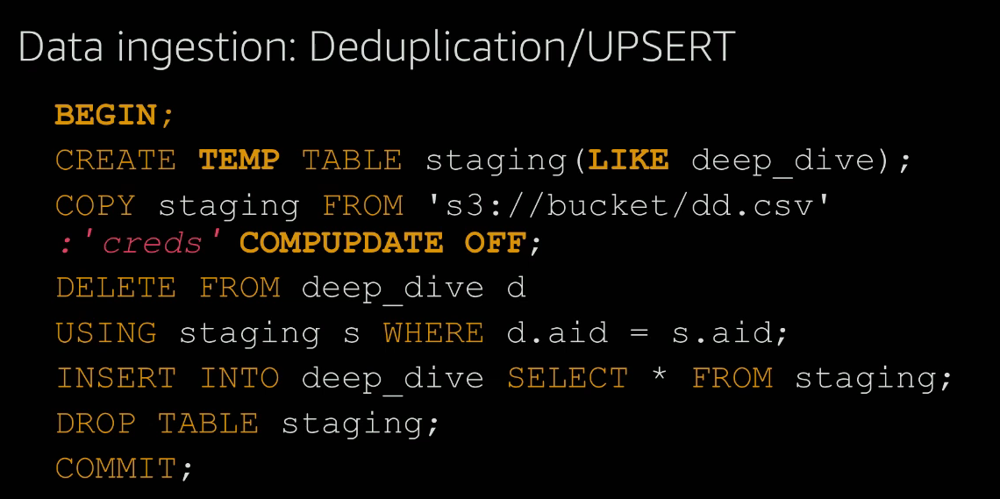 Data ingestion: Deduplication/UPSERT
BEGIN;
CREATE TEMP TABLE staging(LIKE deep_dive);
COPY staging FROM 's3://bucket/dd.csv'
:'creds' COMPUPDATE OFF;
DELETE FROM deep_dive d
USING staging s WHERE d.aid = s.aid;
INSERT INTO deep_dive SELECT * FROM staging;
DROP TABLE staging;
COMMIT;